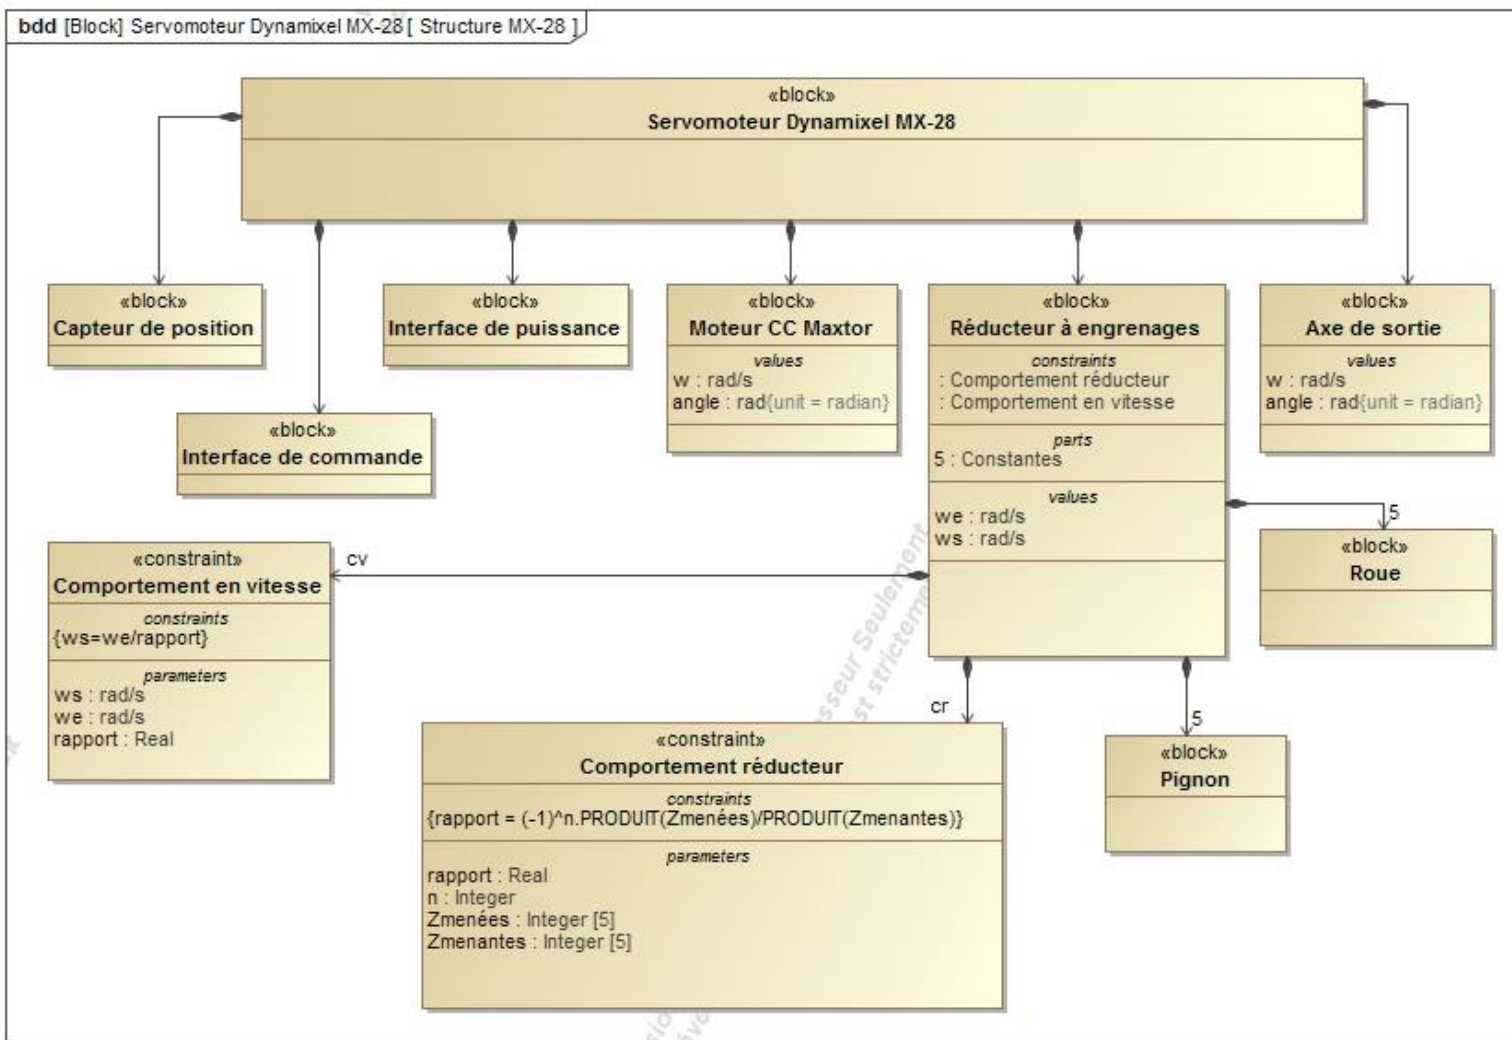 bdd [Block] Servomoteur Dynamixel MX-28 [ Structure MX-28 ]
«block»
Servomoteur Dynamixel MX-28
«block»
Capteur de position
«block»
Interface de commande
«block»
Interface de puissance
«block»
Moteur CC Maxtor
values
w : rad/s
angle : rad{unit = radian}
«block»
Réducteur à engrenages
constraints
: Comportement réducteur
: Comportement en vitesse
parts
5 : Constantes
values
we : rad/s
ws : rad/s
«block»
Axe de sortie
values
w : rad/s
angle : rad{unit = radian}
5
«block»
Roue
cv
«constraint»
Comportement en vitesse
constraints
{ws=we/rapport}
parameters
ws : rad/s
we : rad/s
rapport : Real
cr
«constraint»
Comportement réducteur
constraints
{rapport = (-1)^n.PRODUIT(Zmenées)/PRODUIT(Zmenantes)}
parameters
rapport : Real
n : Integer
Zmenées : Integer [5]
Zmenantes : Integer [5]
5
«block»
Pignon
Seulement